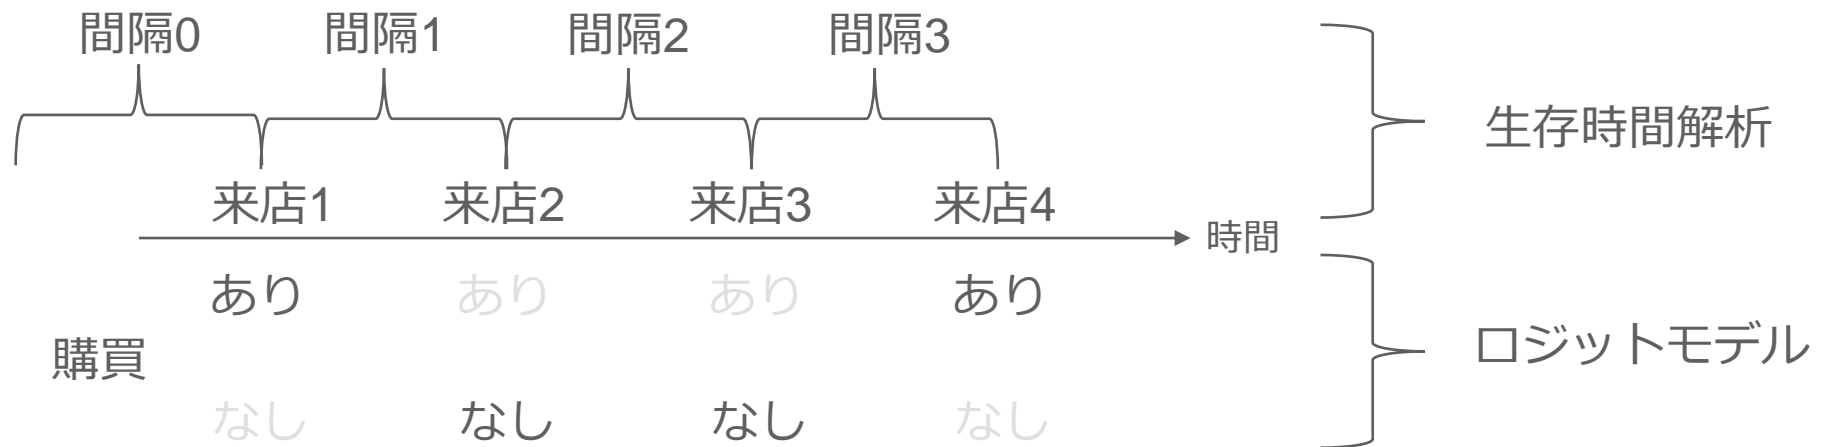 間隔0 間隔1 間隔2 間隔3
生存時間解析
来店1 来店2 来店3 来店4
時間
あり あり あり あり
ロジットモデル
購買
なし なし なし なし